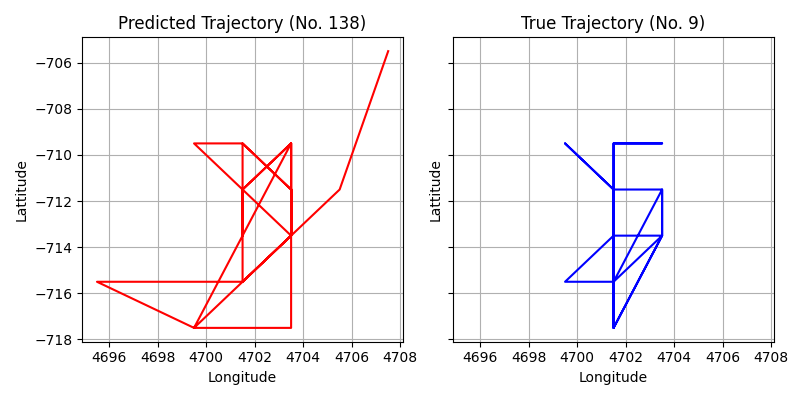 Predicted Trajectory (No. 138)
True Trajectory (No. 9)
−706
−708
−710
−712
−714
−716
−718
Lattitude
Lattitude
4696 4698 4700 4702 4704 4706 4708
4696 4698 4700 4702 4704 4706 4708
Longitude
Longitude